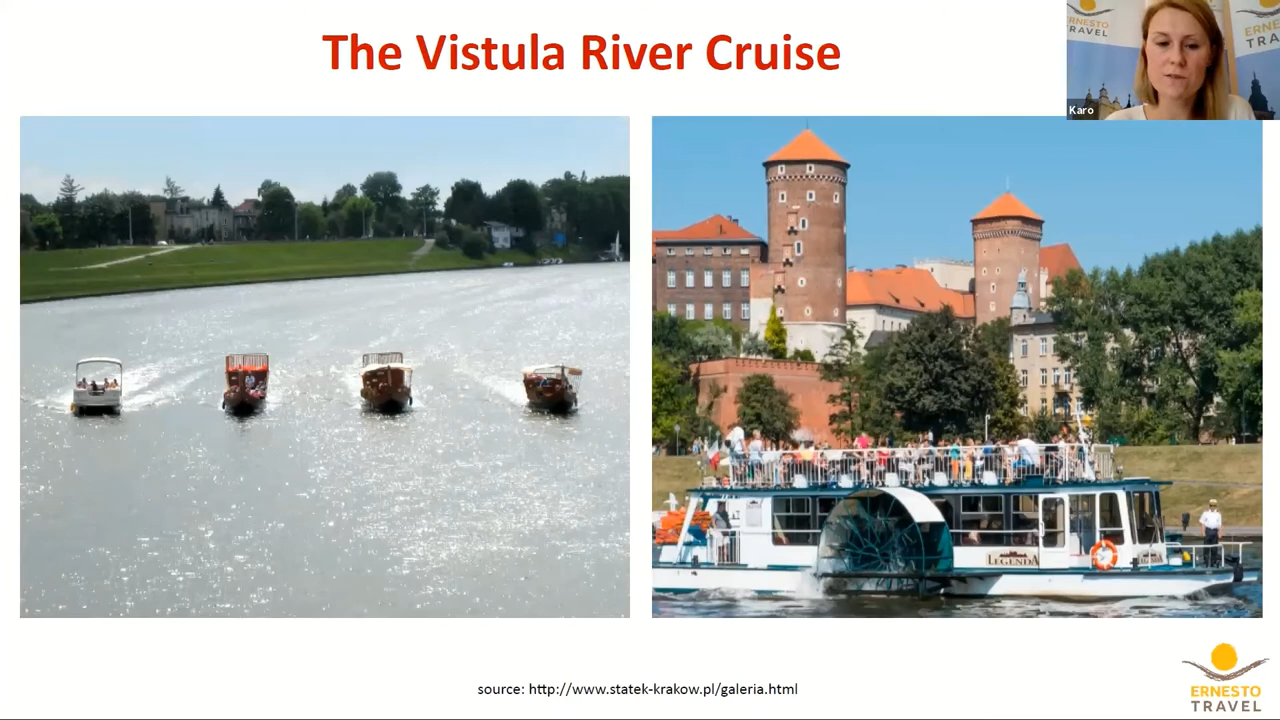 The Vistula River Cruise
ERNESTO
TRAVEL
ERNESTO
TRA
Karo
LEGENDA
source: http://www.statek-krakow.pl/galeria.html
ERNESTO
TRAVEL